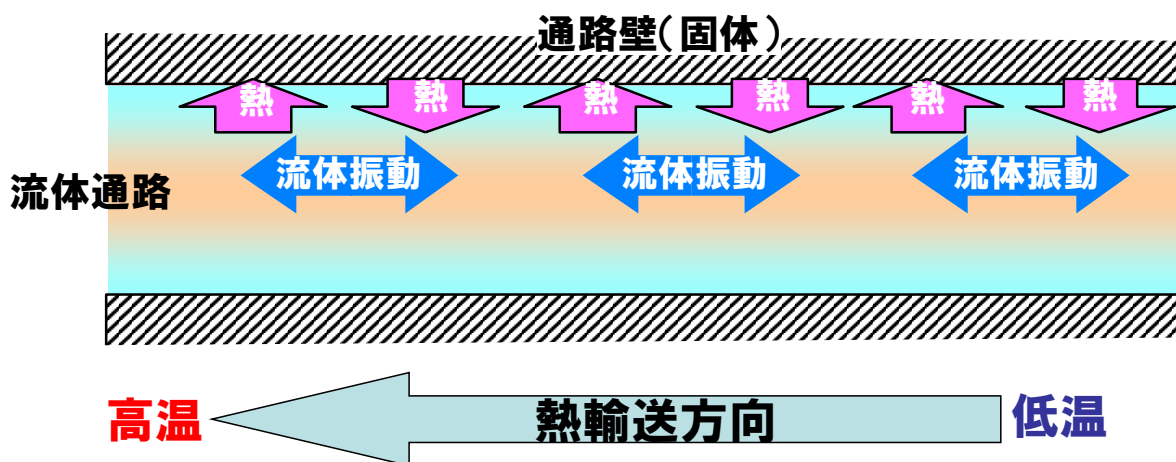 通路壁(固体)
熱 熱 熱 熱 熱 熱
流体振動 流体振動 流体振動
流体通路
高温 熱輸送方向 低温